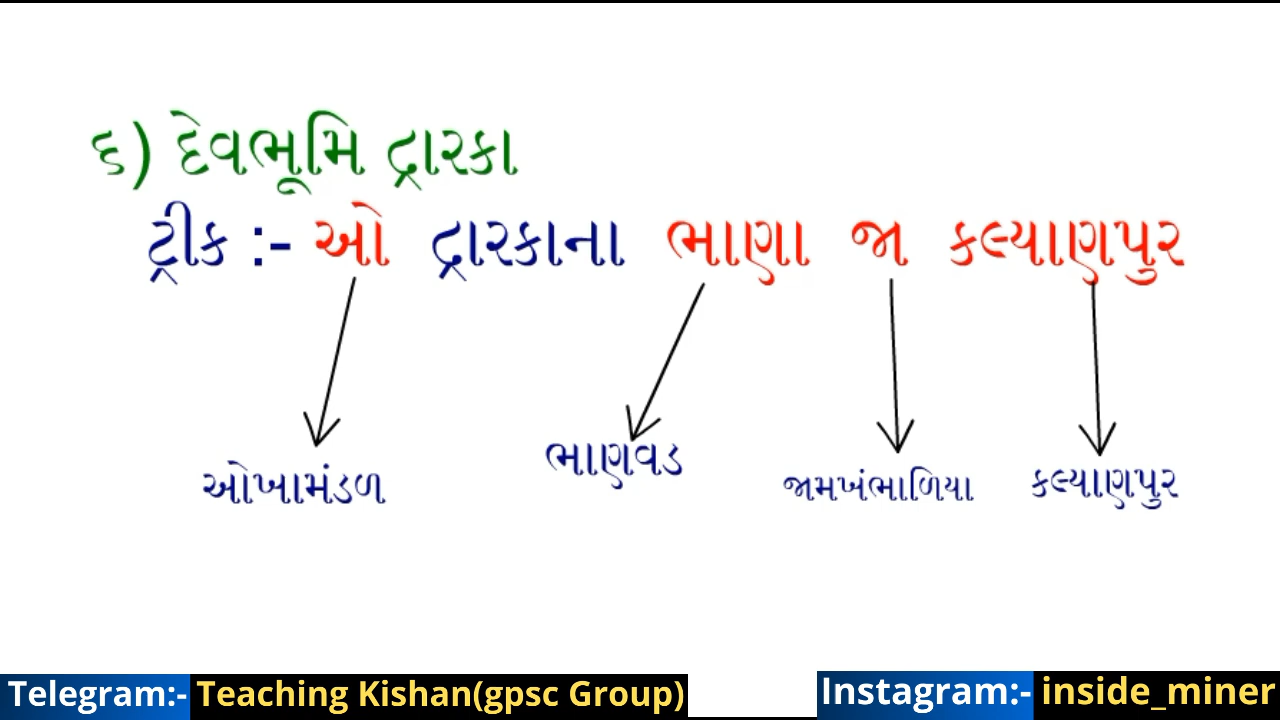 ૬) દેવભૂમિ દ્રારકા
ટ્રીક :- ઓ દ્રારકાના ભાણા જા કલ્યાણપુર
ઓખામંડળ ભાણવડ જામખંભાળિયા કલ્યાણપુર
Telegram:- Teaching Kishan(gpsc Group) Instagram:- inside_miner